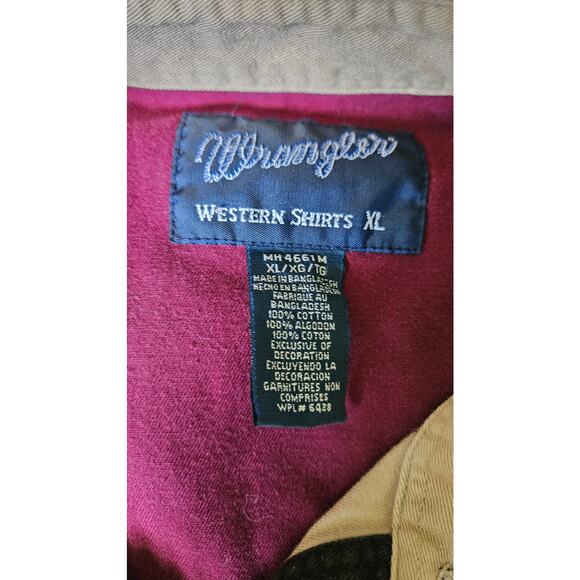 Wrangler
WESTERN SHIRTS XL
MH4661M
XL/XG/TG
MADE IN BANGLADESH
HECHO EN BANGLADESH
FABRIQUE AU
BANGLADESH
100% COTTON
100% ALGODON
100% COTON
EXCLUSIVE OF
DECORATION
EXCLUYENDO LA
DECORACION
GARNITURES NON
COMPRISES
WPL# 6428